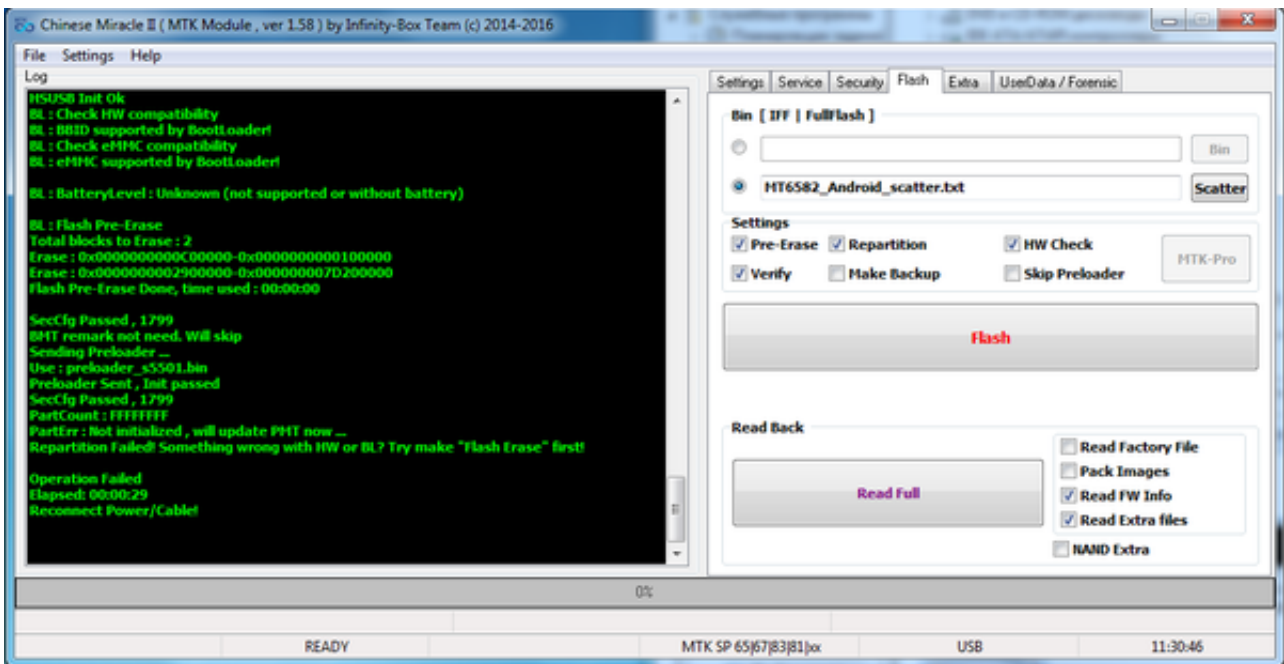 Chinese Miracle II ( MTK Module , ver 1.58 ) by Infinity-Box Team (c) 2014-2016
File Settings Help
Log
HSUSB Init Ok
BL : Check HW compatibility
BL : BBID supported by BootLoader!
BL : Check eMMC compatibility
BL : eMMC supported by BootLoader!
BL : BatteryLevel : Unknown (not supported or without battery)
BL : Flash Pre-Erase
Total blocks to Erase : 2
Erase : 0x0000000000C00000-0x0000000000100000
Erase : 0x0000000002900000-0x000000007D200000
Flash Pre-Erase Done, time used : 00:00:00
SecCfg Passed , 1799
BMT remark not need. Will skip
Sending Preloader ...
Use : preloader_s5501.bin
Preloader Sent , Init passed
SecCfg Passed , 1799
PartCount : FFFFFFFF
PartErr : Not initialized , will update PMT now ...
Repartition Failed! Something wrong with HW or BL? Try make "Flash Erase" first!
Operation Failed
Elapsed: 00:00:29
Reconnect Power/Cable!
Settings Service Security Flash Extra UserData / Forensic
Bin [ IFF | FullFlash ]
Bin
MT6582_Android_scatter.txt Scatter
Settings
Pre-Erase Repartition HW Check
MTK-Pro
Verify Make Backup Skip Preloader
Flash
Read Back
Read Full
Read Factory File
Pack Images
Read FW Info
Read Extra files
NAND Extra
0%
READY MTK SP 65|67|83|81|xx USB 11:30:46